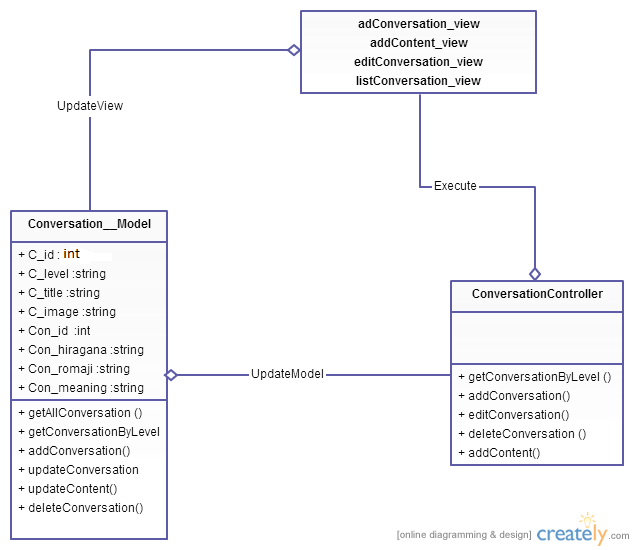 adConversation_view
addContent_view
editConversation_view
listConversation_view
UpdateView
Execute
Conversation__Model
+ C_id : int
+ C_level :string
+ C_title :string
+ C_image :string
+ Con_id :int
+ Con_hiragana :string
+ Con_romaji :string
+ Con_meaning :string
+ getAllConversation ()
+ getConversationByLevel
+ addConversation()
+ updateConversation
+ updateContent()
+ deleteConversation()
UpdateModel
ConversationController
+ getConversationByLevel ()
+ addConversation()
+ editConversation()
+ deleteConversation ()
+ addContent()
[online diagramming & design] creately.com